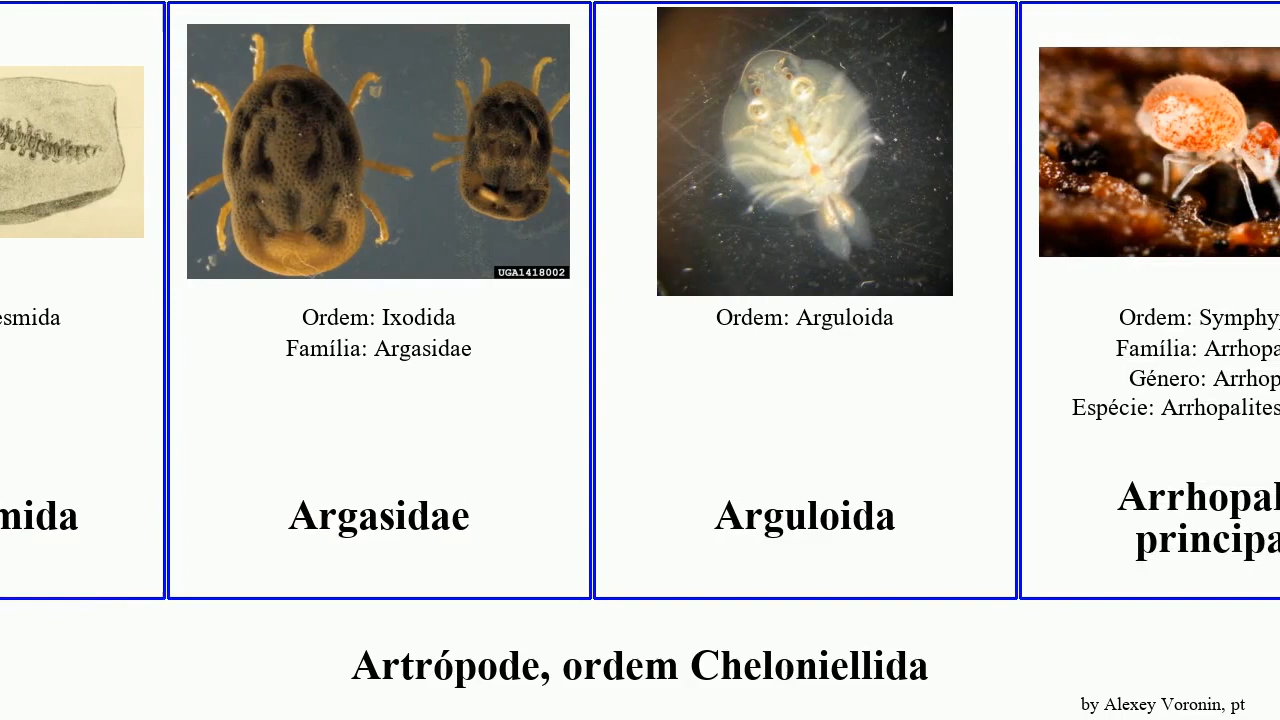 esmida
mida
UGA1418002
Ordem: Ixodida
Família: Argasidae
Argasidae
Ordem: Arguloida
Arguloida
Ordem: Symphy
Família: Arrhopa
Género: Arrhop
Espécie: Arrhopalites
Arrhopal
principa
Artrópode, ordem Cheloniellida
by Alexey Voronin, pt